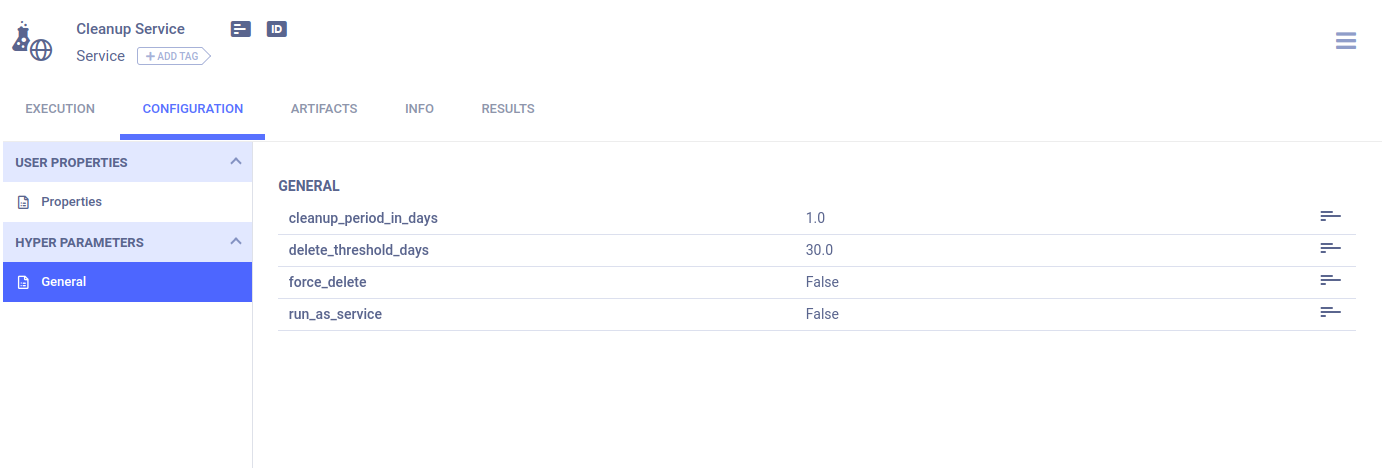 Cleanup Service
ID
Service
+ ADD TAG
EXECUTION CONFIGURATION ARTIFACTS INFO RESULTS
USER PROPERTIES
Properties
HYPER PARAMETERS
General
GENERAL
cleanup_period_in_days 1.0
delete_threshold_days 30.0
force_delete False
run_as_service False